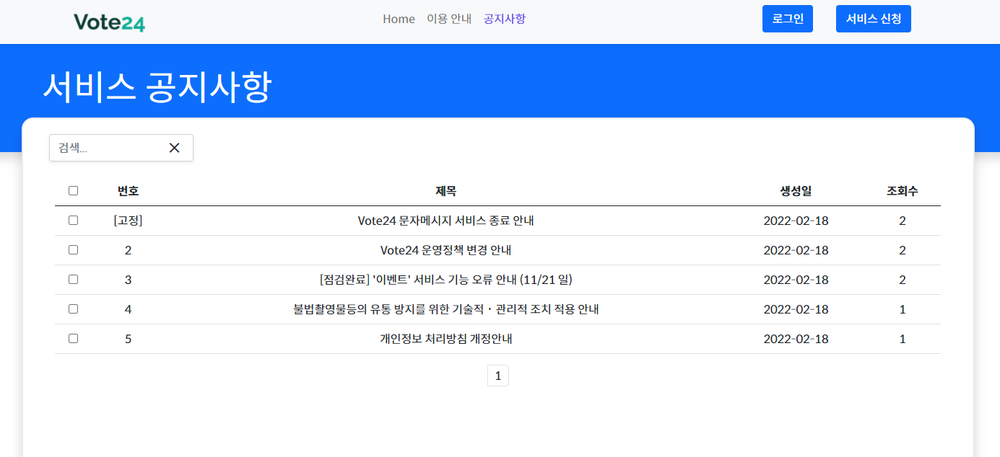 Vote24 Home 이용 안내 공지사항 로그인 서비스 신청
서비스 공지사항
검색...
번호 제목 생성일 조회수
[고정] Vote24 문자메시지 서비스 종료 안내 2022-02-18 2
2 Vote24 운영정책 변경 안내 2022-02-18 2
3 [점검완료] '이벤트' 서비스 기능 오류 안내 (11/21 일) 2022-02-18 2
4 불법촬영물등의 유통 방지를 위한 기술적・관리적 조치 적용 안내 2022-02-18 1
5 개인정보 처리방침 개정안내 2022-02-18 1
1